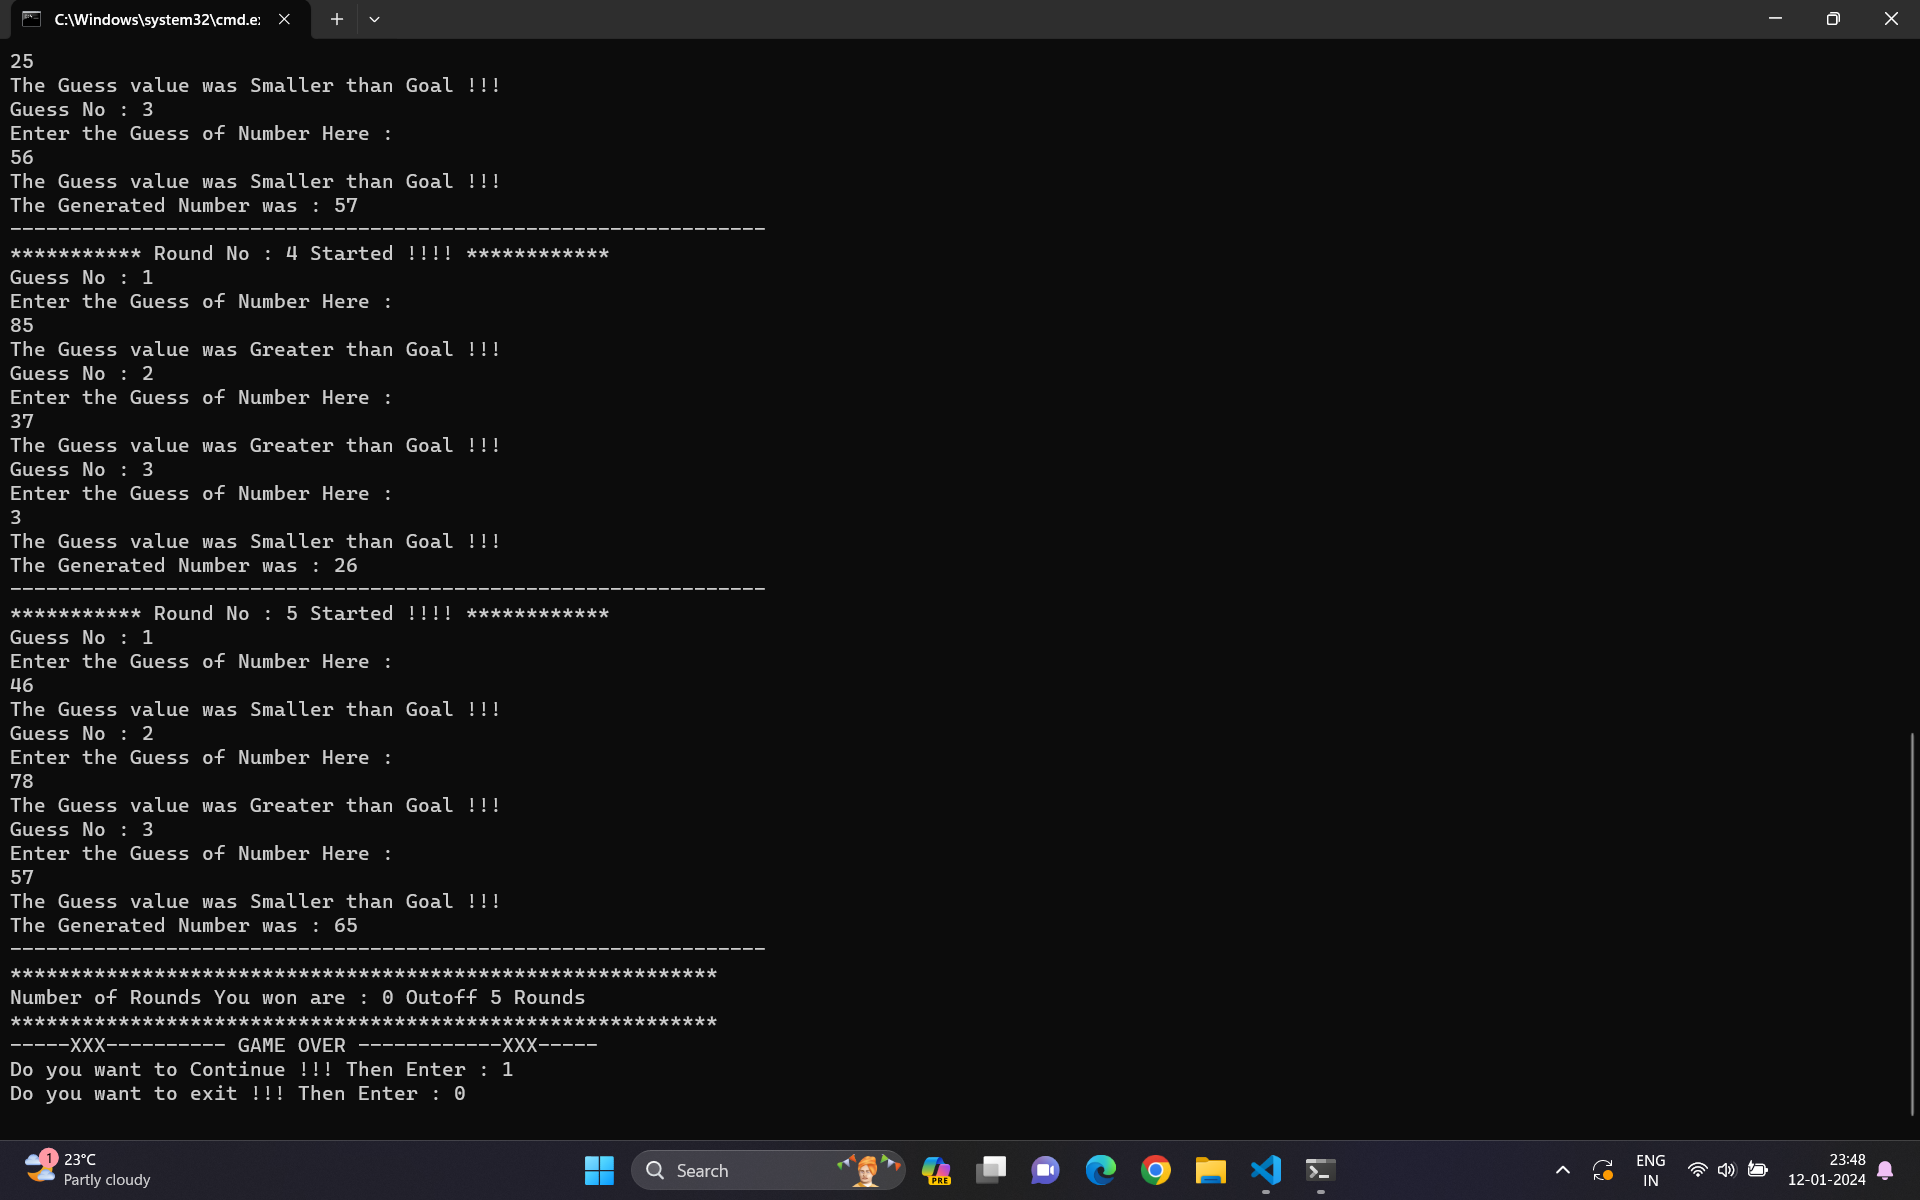 C:\Windows\system32\cmd.e
25
The Guess value was Smaller than Goal !!!
Guess No : 3
Enter the Guess of Number Here :
56
The Guess value was Smaller than Goal !!!
The Generated Number was : 57
---------------------------------------------------------------
*********** Round No : 4 Started !!!! ************
Guess No : 1
Enter the Guess of Number Here :
85
The Guess value was Greater than Goal !!!
Guess No : 2
Enter the Guess of Number Here :
37
The Guess value was Greater than Goal !!!
Guess No : 3
Enter the Guess of Number Here :
3
The Guess value was Smaller than Goal !!!
The Generated Number was : 26
---------------------------------------------------------------
*********** Round No : 5 Started !!!! ************
Guess No : 1
Enter the Guess of Number Here :
46
The Guess value was Smaller than Goal !!!
Guess No : 2
Enter the Guess of Number Here :
78
The Guess value was Greater than Goal !!!
Guess No : 3
Enter the Guess of Number Here :
57
The Guess value was Smaller than Goal !!!
The Generated Number was : 65
---------------------------------------------------------------
***********************************************************
Number of Rounds You won are : 0 Outoff 5 Rounds
***********************************************************
-----XXX---------- GAME OVER ------------XXX-----
Do you want to Continue !!! Then Enter : 1
Do you want to exit !!! Then Enter : 0
1
23°C
Partly cloudy
Search
PRE
ENG
IN
23:48
12-01-2024